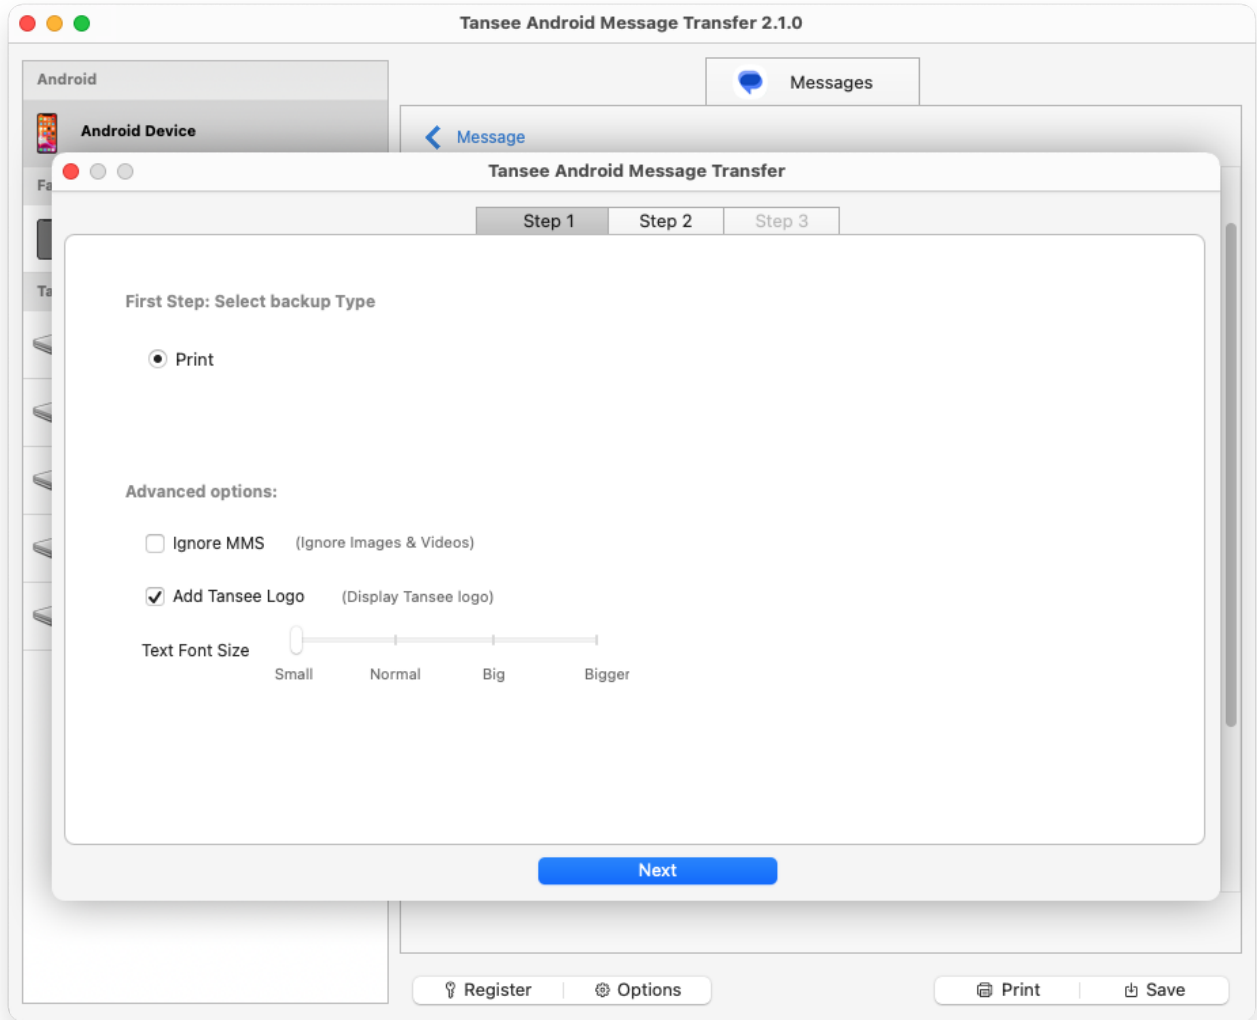 Tansee Android Message Transfer 2.1.0
Android
Messages
Android Device
Message
Tansee Android Message Transfer
Fa
Step 1 Step 2 Step 3
Ta
First Step: Select backup Type
Print
Advanced options:
Ignore MMS (Ignore Images & Videos)
Add Tansee Logo (Display Tansee logo)
Text Font Size
Small Normal Big Bigger
Next
Register Options Print Save